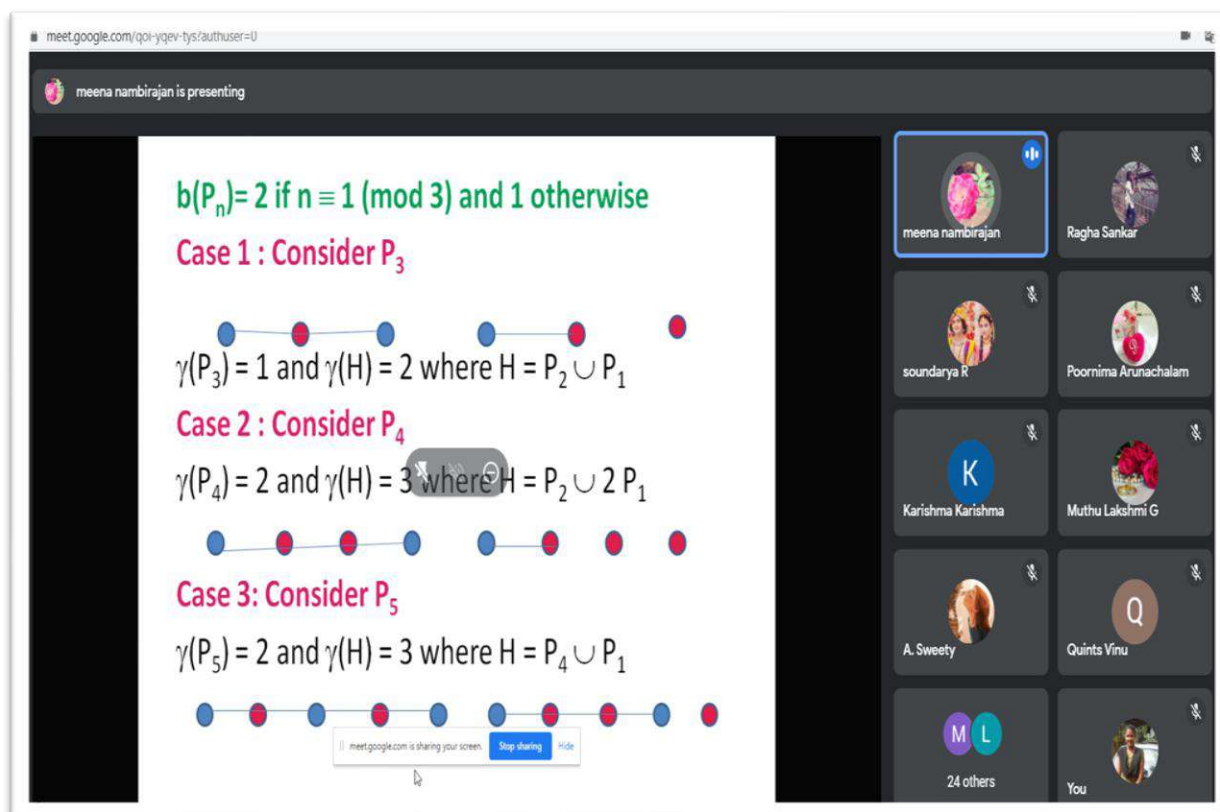 meet.google.com/qoi-yqev-tys?authuser=0
meena nambirajan is presenting
b(Pₙ)= 2 if n ≡ 1 (mod 3) and 1 otherwise
Case 1 : Consider P₃
γ(P₃) = 1 and γ(H) = 2 where H = P₂ ∪ P₁
Case 2 : Consider P₄
γ(P₄) = 2 and γ(H) = 3 where H = P₂ ∪ 2 P₁
Case 3: Consider P₅
γ(P₅) = 2 and γ(H) = 3 where H = P₄ ∪ P₁
meet.google.com is sharing your screen. Stop sharing Hide
meena nambirajan
Ragha Sankar
soundarya R
Poornima Arunachalam
K
Karishma Karishma
Muthu Lakshmi G
A. Sweety
Q
Quints Vinu
M L
24 others
You